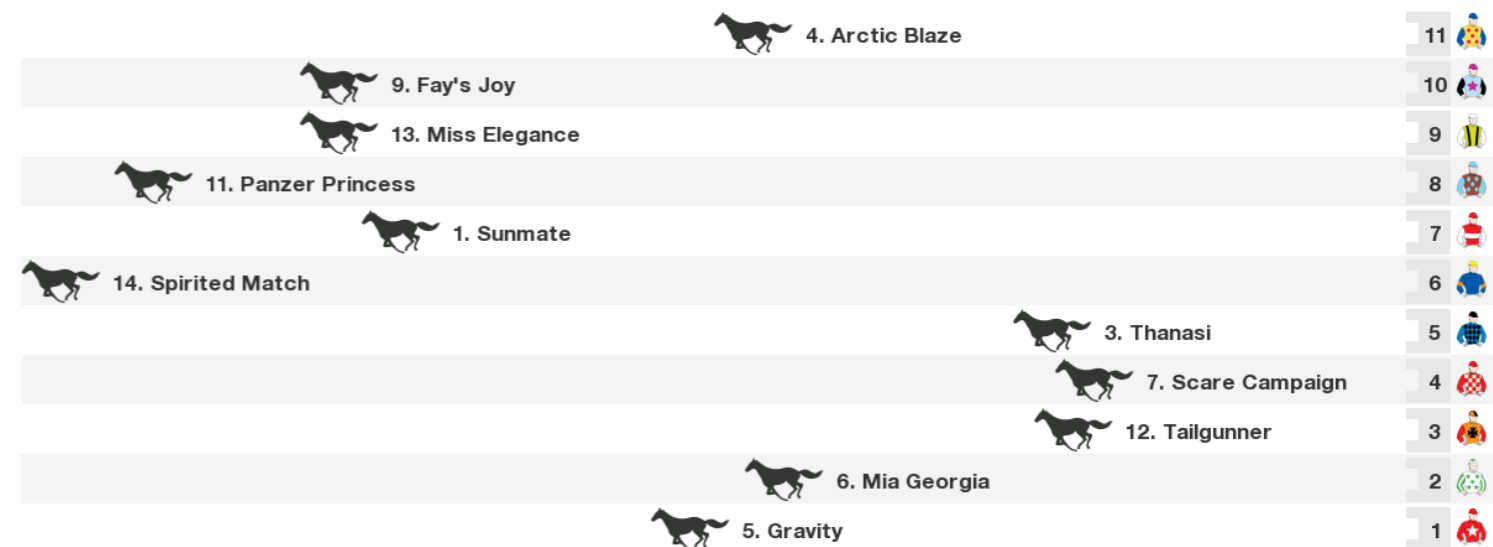 4. Arctic Blaze 11
9. Fay's Joy 10
13. Miss Elegance 9
11. Panzer Princess 8
1. Sunmate 7
14. Spirited Match 6
3. Thanasi 5
7. Scare Campaign 4
12. Tailgunner 3
6. Mia Georgia 2
5. Gravity 1